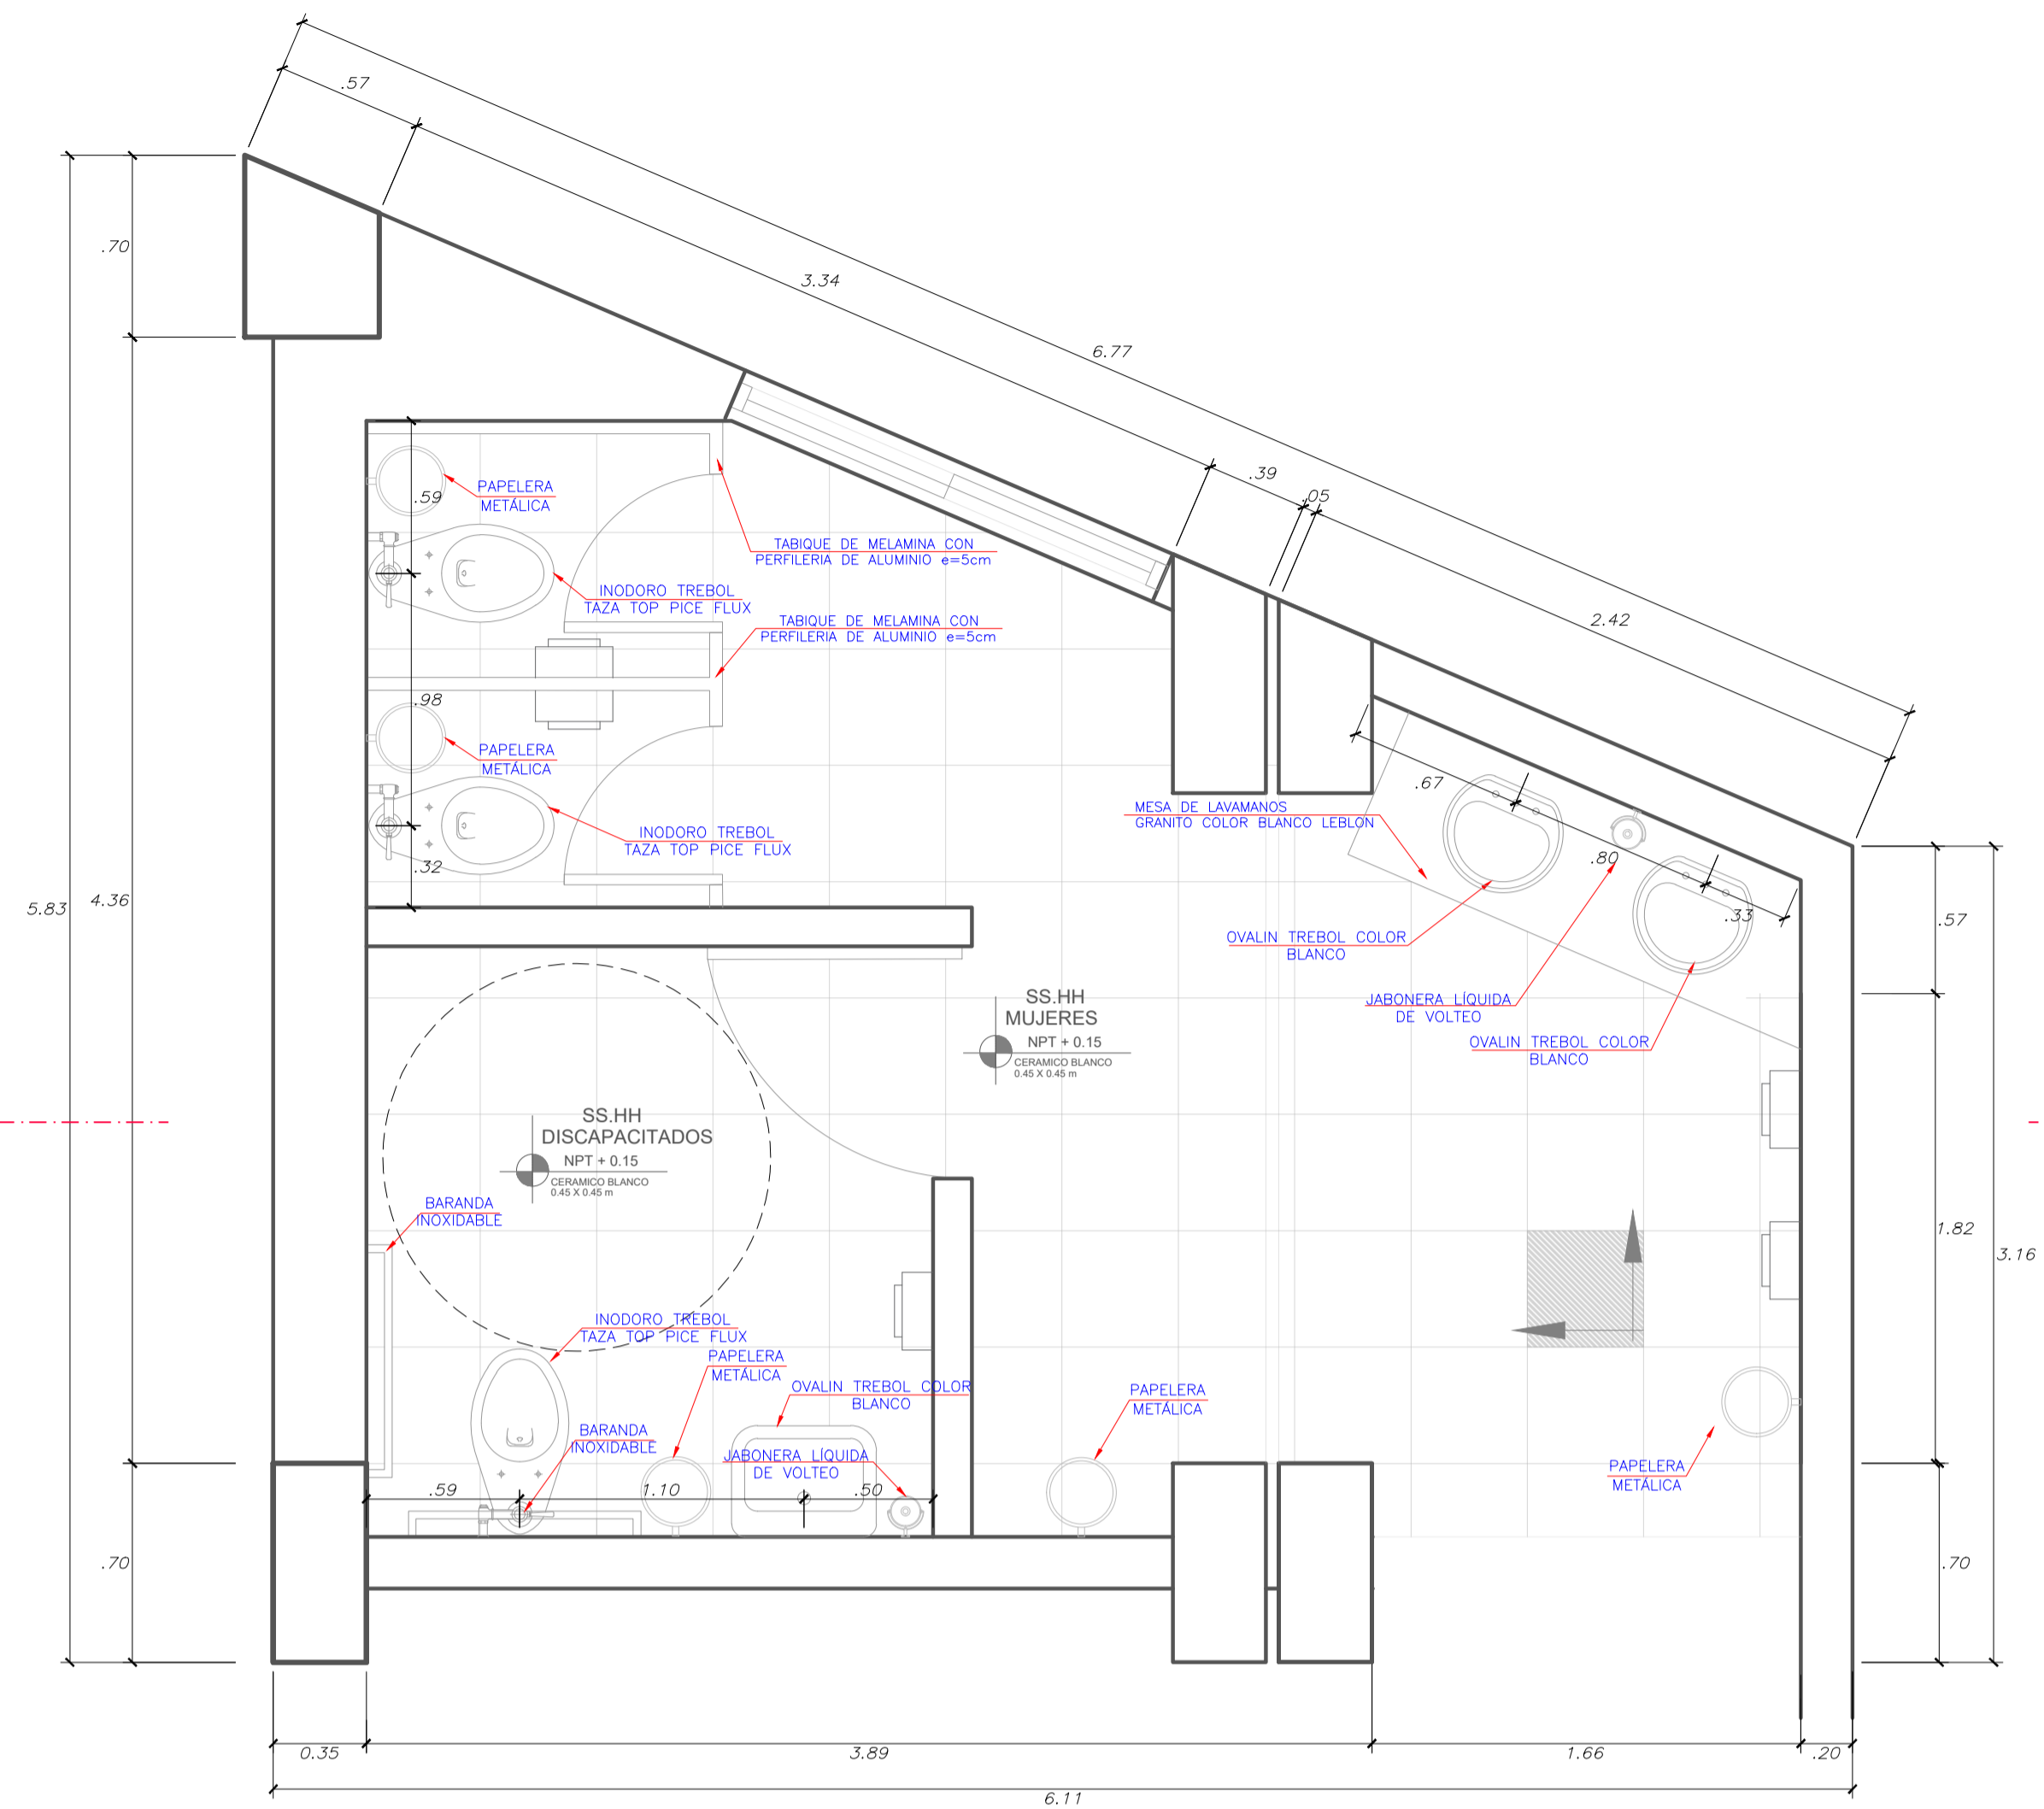 .57
.70
3.34
6.77
.39
.05
2.42
PAPELERA
METÁLICA
.59
TABIQUE DE MELAMINA CON
PERFILERIA DE ALUMINIO e=5cm
INODORO TREBOL
TAZA TOP PICE FLUX
TABIQUE DE MELAMINA CON
PERFILERIA DE ALUMINIO e=5cm
.98
PAPELERA
METÁLICA
INODORO TREBOL
TAZA TOP PICE FLUX
.32
MESA DE LAVAMANOS
GRANITO COLOR BLANCO LEBLON
.67
.80
.33
5.83
4.36
.57
OVALIN TREBOL COLOR
BLANCO
JABONERA LÍQUIDA
DE VOLTEO
OVALIN TREBOL COLOR
BLANCO
SS.HH
MUJERES
NPT + 0.15
CERAMICO BLANCO
0.45 X 0.45 m
SS.HH
DISCAPACITADOS
NPT + 0.15
CERAMICO BLANCO
0.45 X 0.45 m
BARANDA
INOXIDABLE
1.82
3.16
INODORO TREBOL
TAZA TOP PICE FLUX
PAPELERA
METÁLICA
OVALIN TREBOL COLOR
BLANCO
PAPELERA
METÁLICA
BARANDA
INOXIDABLE
JABONERA LÍQUIDA
DE VOLTEO
PAPELERA
METÁLICA
.59
1.10
.50
.70
.70
0.35
3.89
1.66
.20
6.11